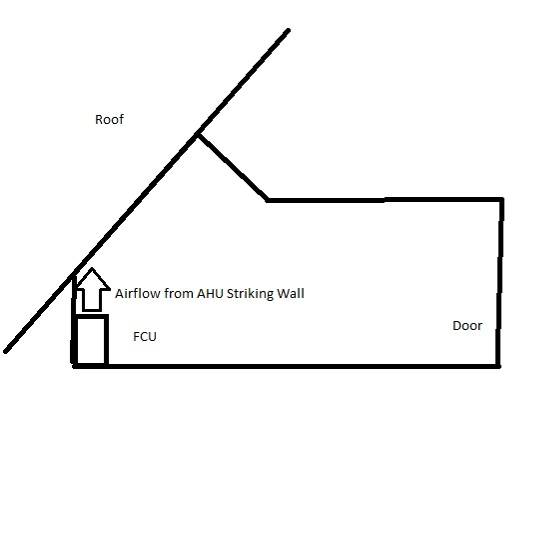 Roof
Airflow from AHU Striking Wall
Door
FCU